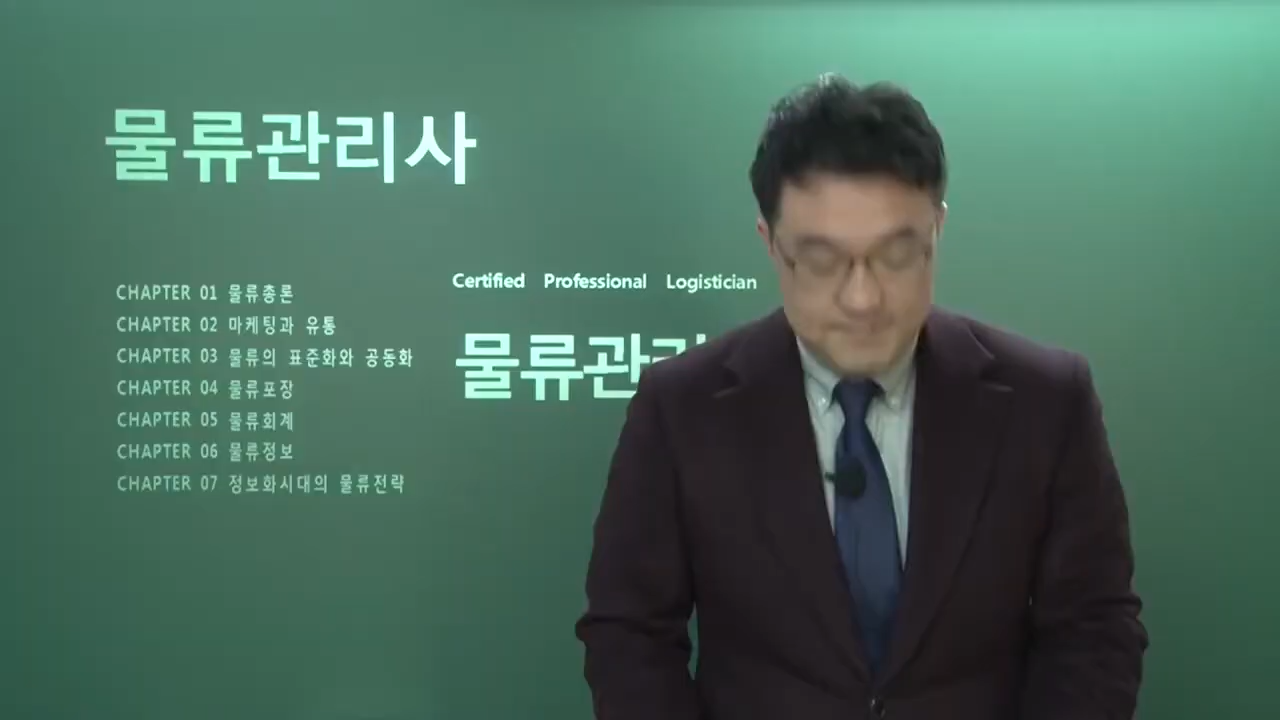 물류관리사
Certified Professional Logistician
CHAPTER 01 물류총론
CHAPTER 02 마케팅과 유통
CHAPTER 03 물류의 표준화와 공동화
CHAPTER 04 물류포장
CHAPTER 05 물류회계
CHAPTER 06 물류정보
CHAPTER 07 정보화시대의 물류전략
물류관